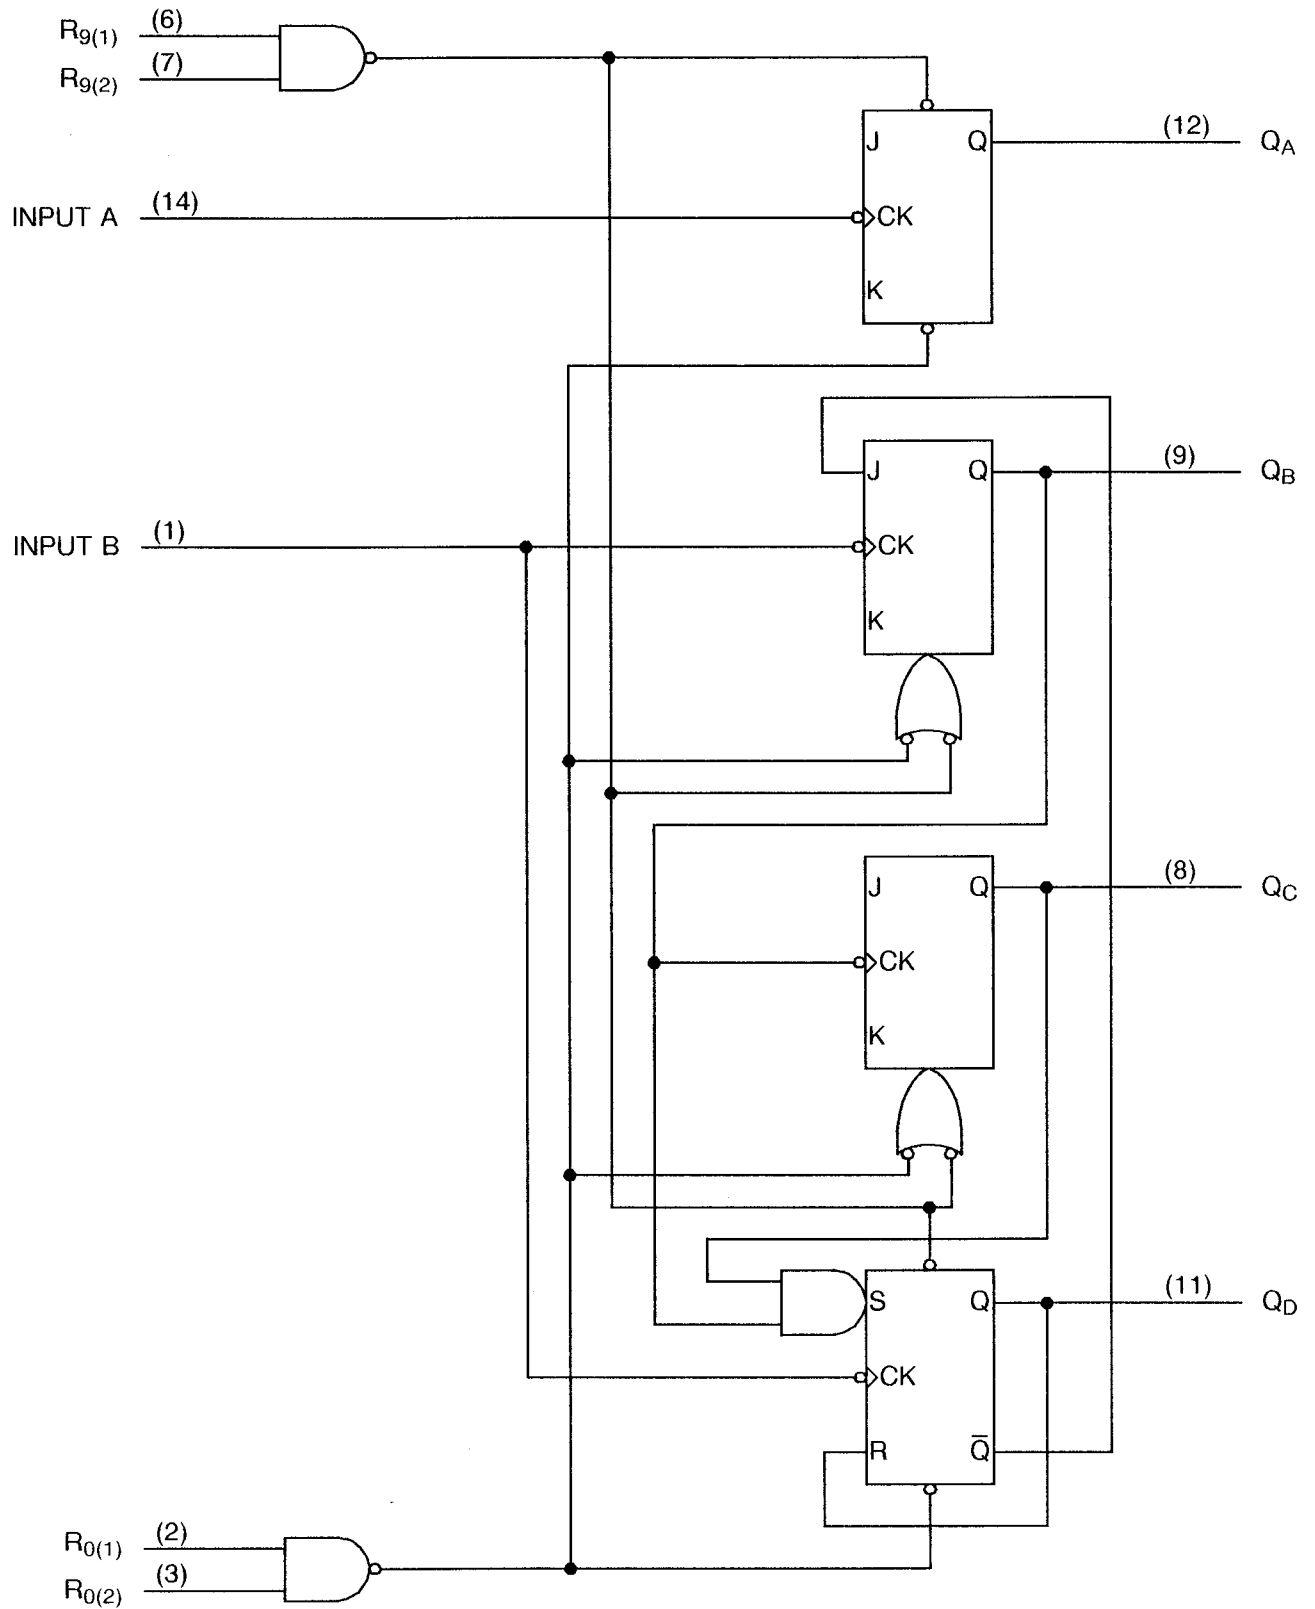 R9(1) (6)
R9(2) (7)
J Q (12) QA
INPUT A (14) CK
K
J Q (9) QB
INPUT B (1) CK
K
J Q (8) QC
CK
K
S Q (11) QD
CK
R Q̅
R0(1) (2)
R0(2) (3)